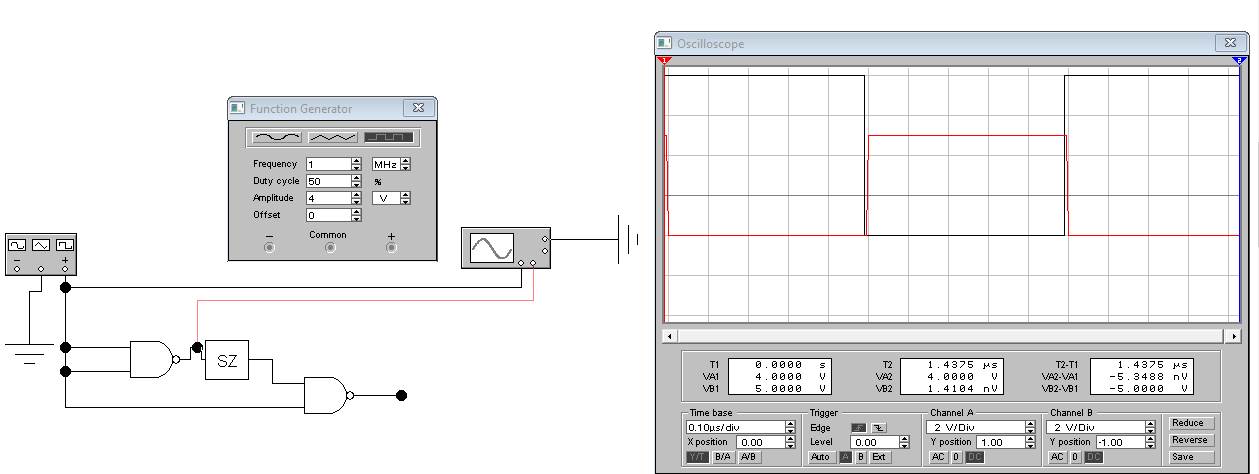 Oscilloscope
1
2
Function Generator
Frequency 1 MHz
Duty cycle 50 %
Amplitude 4 V
Offset 0
− Common +
− +
SZ
T1 0.0000 s T2 1.4375 µs T2-T1 1.4375 µs
VA1 4.0000 V VA2 4.0000 V VA2-VA1 -5.3488 nV
VB1 5.0000 V VB2 1.4104 nV VB2-VB1 -5.0000 V
Time base Trigger Channel A Channel B
0.10µs/div Edge 2 V/Div 2 V/Div Reduce
X position 0.00 Level 0.00 Y position 1.00 Y position -1.00 Reverse
Y/T B/A A/B Auto A B Ext AC 0 DC AC 0 DC Save